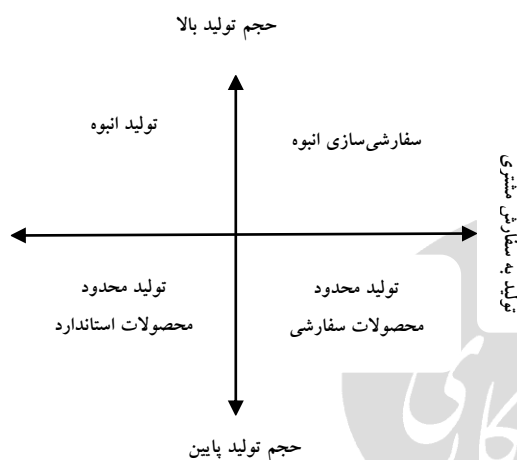 حجم تولید بالا
تولید انبوه
سفارشی‌سازی انبوه
تولید به سفارش مشتری
تولید محدود
محصولات سفارشی
تولید محدود
محصولات استاندارد
حجم تولید پایین